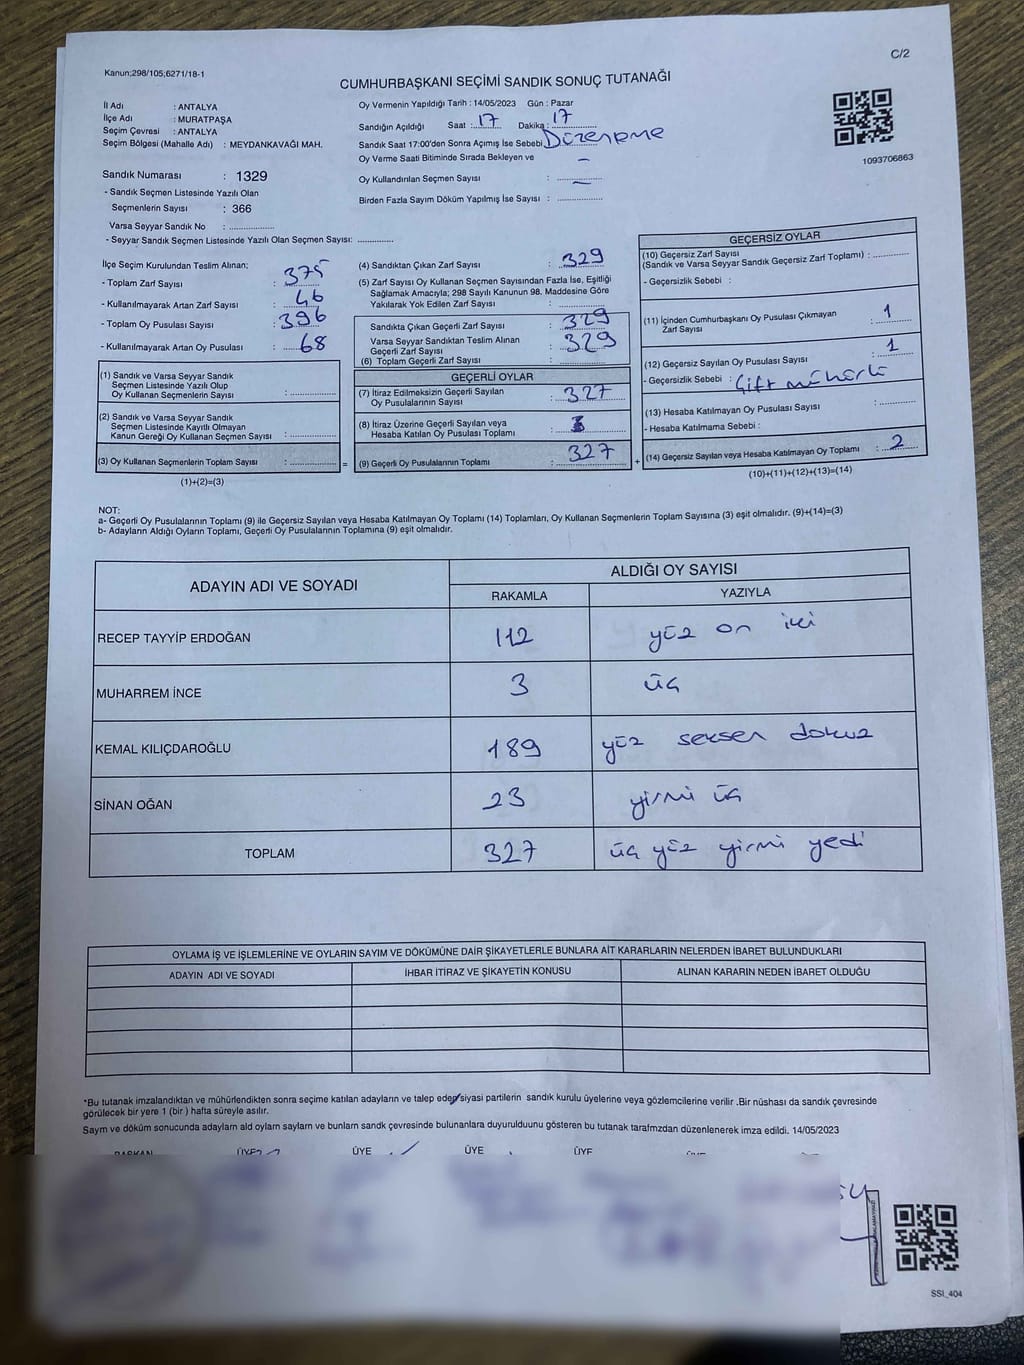 C/2
Kanun;298/105;6271/18-1
CUMHURBAŞKANI SEÇİMİ SANDIK SONUÇ TUTANAĞI
İl Adı : ANTALYA
İlçe Adı : MURATPAŞA
Seçim Çevresi : ANTALYA
Seçim Bölgesi (Mahalle Adı) : MEYDANKAVAĞI MAH.
Oy Vermenin Yapıldığı Tarih : 14/05/2023 Gün : Pazar
Sandığın Açıldığı Saat : 17 Dakika : 17
Sandık Saat 17:00'den Sonra Açımış İse Sebebi Düzenleme
Oy Verme Saati Bitiminde Sırada Bekleyen ve –
Oy Kullandırılan Seçmen Sayısı : –
Birden Fazla Sayım Döküm Yapılmış İse Sayısı :
1093706863
Sandık Numarası : 1329
- Sandık Seçmen Listesinde Yazılı Olan
Seçmenlerin Sayısı : 366
Varsa Seyyar Sandık No :
- Seyyar Sandık Seçmen Listesinde Yazılı Olan Seçmen Sayısı:
İlçe Seçim Kurulundan Teslim Alınan;
- Toplam Zarf Sayısı : 375
- Kullanılmayarak Artan Zarf Sayısı : 46
- Toplam Oy Pusulası Sayısı : 396
- Kullanılmayarak Artan Oy Pusulası : 68
(1) Sandık ve Varsa Seyyar Sandık
Seçmen Listesinde Yazılı Olup
Oy Kullanan Seçmenlerin Sayısı :
(2) Sandık ve Varsa Seyyar Sandık
Seçmen Listesinde Kayıtlı Olmayan
Kanun Gereği Oy Kullanan Seçmen Sayısı :
(3) Oy Kullanan Seçmenlerin Toplam Sayısı : =
(1)+(2)=(3)
(4) Sandıktan Çıkan Zarf Sayısı : 329
(5) Zarf Sayısı Oy Kullanan Seçmen Sayısından Fazla İse, Eşitliği
Sağlamak Amacıyla; 298 Sayılı Kanunun 98. Maddesine Göre
Yakılarak Yok Edilen Zarf Sayısı :
Sandıkta Çıkan Geçerli Zarf Sayısı : 329
Varsa Seyyar Sandıktan Teslim Alınan
Geçerli Zarf Sayısı : 329
(6) Toplam Geçerli Zarf Sayısı :
GEÇERLİ OYLAR
(7) İtiraz Edilmeksizin Geçerli Sayılan
Oy Pusulalarının Sayısı : 327
(8) İtiraz Üzerine Geçerli Sayılan veya
Hesaba Katılan Oy Pusulası Toplamı :
(9) Geçerli Oy Pusulalarının Toplamı : 327 +
GEÇERSİZ OYLAR
(10) Geçersiz Zarf Sayısı
(Sandık ve Varsa Seyyar Sandık Geçersiz Zarf Toplamı) :
- Geçersizlik Sebebi :
(11) İçinden Cumhurbaşkanı Oy Pusulası Çıkmayan
Zarf Sayısı : 1
(12) Geçersiz Sayılan Oy Pusulası Sayısı : 1
- Geçersizlik Sebebi : Çift mühürlü
(13) Hesaba Katılmayan Oy Pusulası Sayısı :
- Hesaba Katılmama Sebebi :
(14) Geçersiz Sayılan veya Hesaba Katılmayan Oy Toplamı : 2
(10)+(11)+(12)+(13)=(14)
NOT:
a- Geçerli Oy Pusulalarının Toplamı (9) ile Geçersiz Sayılan veya Hesaba Katılmayan Oy Toplamı (14) Toplamları, Oy Kullanan Seçmenlerin Toplam Sayısına (3) eşit olmalıdır. (9)+(14)=(3)
b- Adayların Aldığı Oyların Toplamı, Geçerli Oy Pusulalarının Toplamına (9) eşit olmalıdır.
ADAYIN ADI VE SOYADI
ALDIĞI OY SAYISI
RAKAMLA YAZIYLA
RECEP TAYYİP ERDOĞAN 112 yüz on iki
MUHARREM İNCE 3 üç
KEMAL KILIÇDAROĞLU 189 yüz seksen dokuz
SİNAN OĞAN 23 yirmi üç
TOPLAM 327 üç yüz yirmi yedi
OYLAMA İŞ VE İŞLEMLERİNE VE OYLARIN SAYIM VE DÖKÜMÜNE DAİR ŞİKAYETLERLE BUNLARA AİT KARARLARIN NELERDEN İBARET BULUNDUKLARI
ADAYIN ADI VE SOYADI İHBAR İTİRAZ VE ŞİKAYETİN KONUSU ALINAN KARARIN NEDEN İBARET OLDUĞU
*Bu tutanak imzalandıktan ve mühürlendikten sonra seçime katılan adayların ve talep eden siyasi partilerin sandık kurulu üyelerine veya gözlemcilerine verilir .Bir nüshası da sandık çevresinde
görülecek bir yere 1 (bir ) hafta süreyle asılır.
Saym ve döküm sonucunda adaylarn ald oylarn saylarn ve bunlarn sandk çevresinde bulunanlara duyurulduunu gösteren bu tutanak tarafmzdan düzenlenerek imza edildi. 14/05/2023
BAŞKAN ÜYE ÜYE ÜYE ÜYE
SSI_404